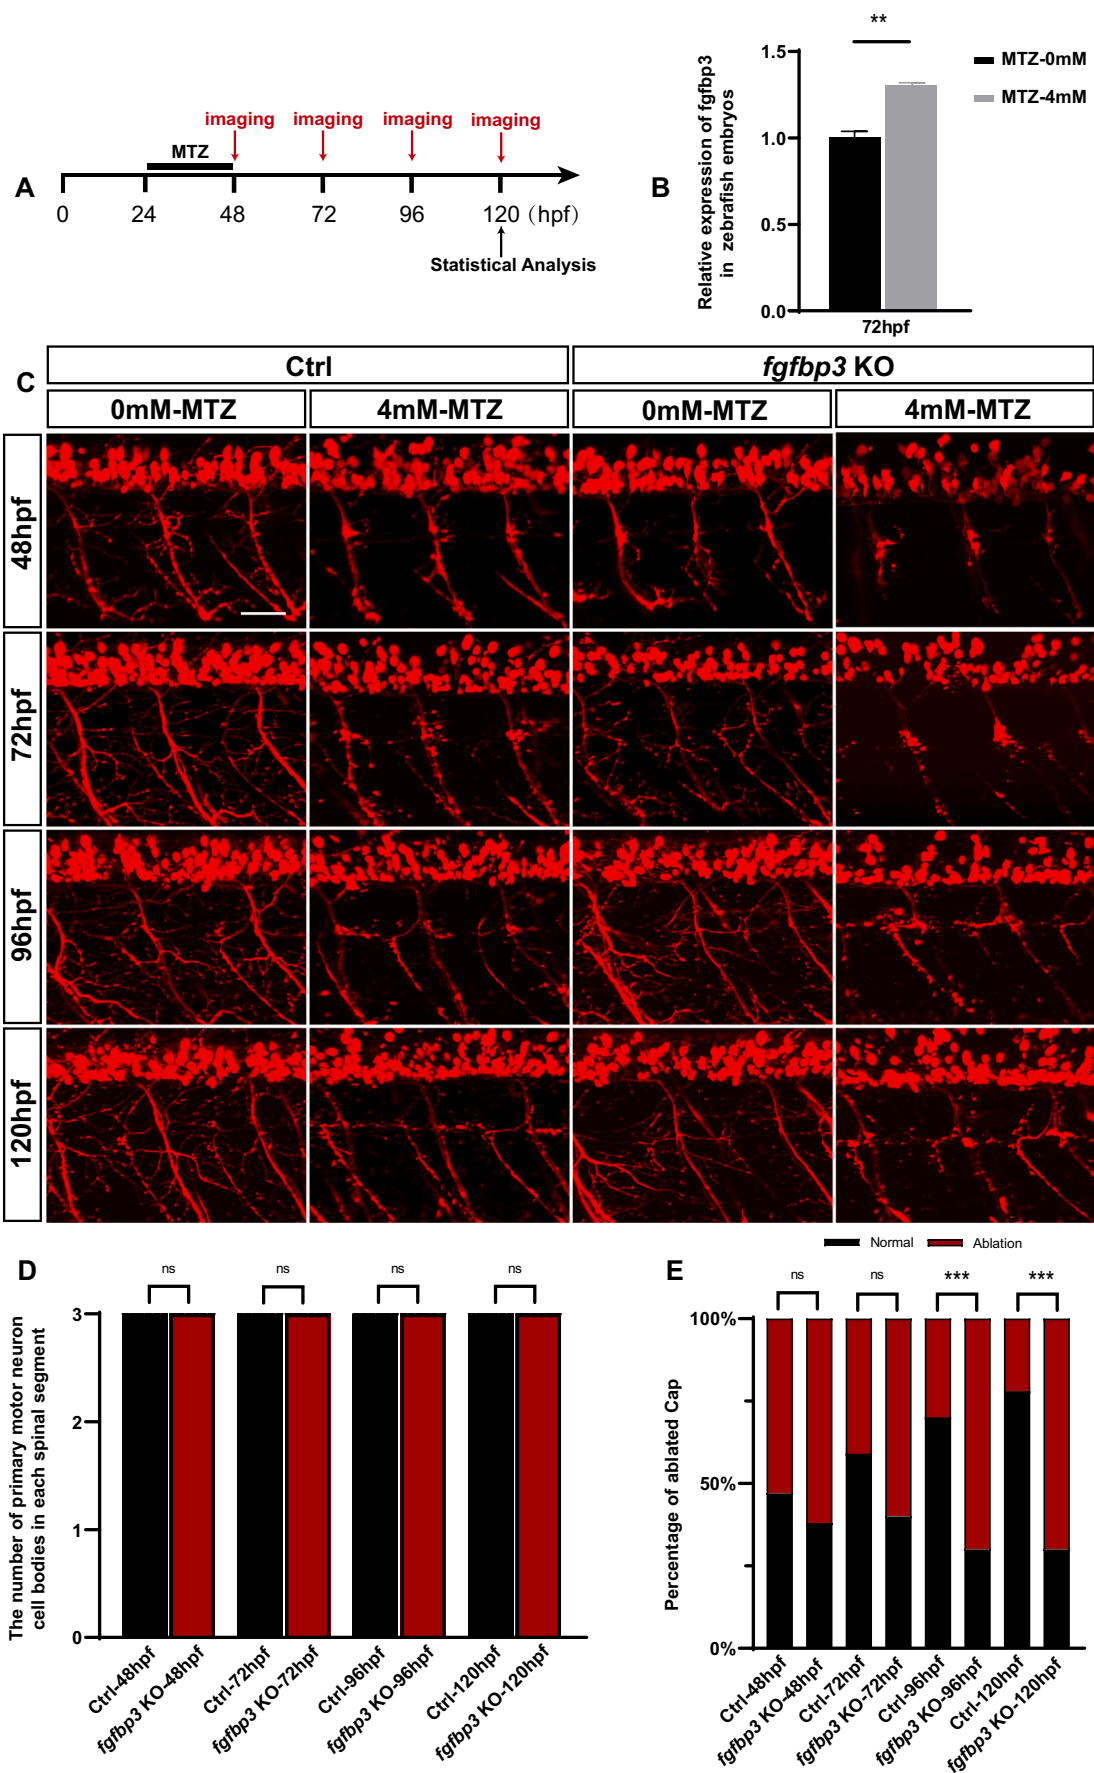 A
imaging imaging imaging imaging
MTZ
0 24 48 72 96 120 (hpf)
Statistical Analysis
B
**
MTZ-0mM
MTZ-4mM
Relative expression of fgfbp3
in zebrafish embryos
1.5
1.0
0.5
0.0
72hpf
C
Ctrl fgfbp3 KO
0mM-MTZ 4mM-MTZ 0mM-MTZ 4mM-MTZ
48hpf
72hpf
96hpf
120hpf
D
ns ns ns ns
The number of primary motor neuron
cell bodies in each spinal segment
3
2
1
0
Ctrl-48hpf
fgfbp3 KO-48hpf
Ctrl-72hpf
fgfbp3 KO-72hpf
Ctrl-96hpf
fgfbp3 KO-96hpf
Ctrl-120hpf
fgfbp3 KO-120hpf
E
Normal Ablation
ns ns *** ***
Percentage of ablated Cap
100%
50%
0%
Ctrl-48hpf
fgfbp3 KO-48hpf
Ctrl-72hpf
fgfbp3 KO-72hpf
Ctrl-96hpf
fgfbp3 KO-96hpf
Ctrl-120hpf
fgfbp3 KO-120hpf